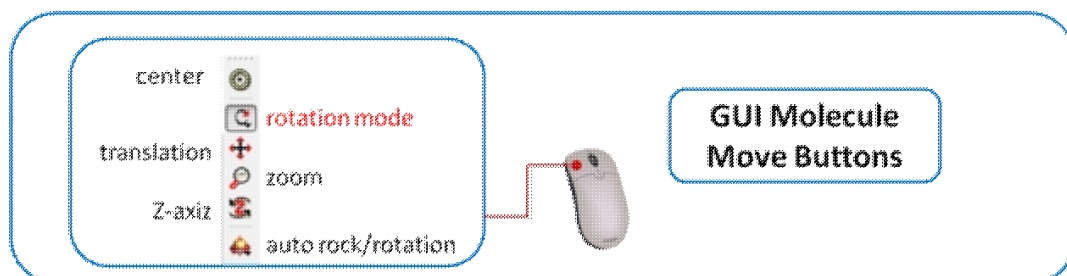 center
rotation mode
translation
zoom
Z-axiz
auto rock/rotation
GUI Molecule
Move Buttons